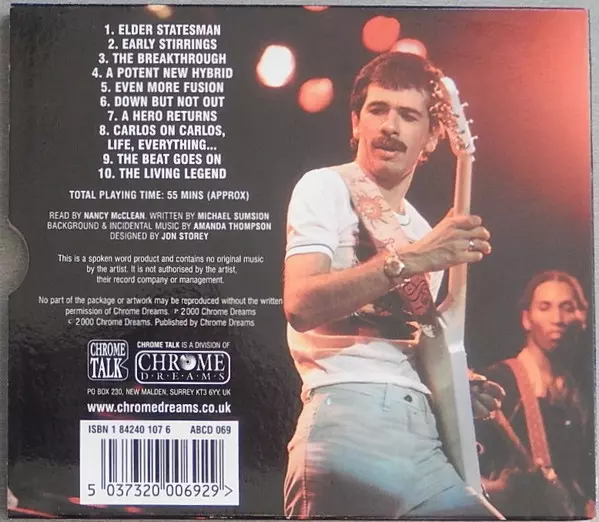 1. ELDER STATESMAN
2. EARLY STIRRINGS
3. THE BREAKTHROUGH
4. A POTENT NEW HYBRID
5. EVEN MORE FUSION
6. DOWN BUT NOT OUT
7. A HERO RETURNS
8. CARLOS ON CARLOS,
LIFE, EVERYTHING...
9. THE BEAT GOES ON
10. THE LIVING LEGEND
TOTAL PLAYING TIME: 55 MINS (APPROX)
READ BY NANCY McCLEAN. WRITTEN BY MICHAEL SUMSION
BACKGROUND & INCIDENTAL MUSIC BY AMANDA THOMPSON
DESIGNED BY JON STOREY
This is a spoken word product and contains no original music
by the artist. It is not authorised by the artist,
their record company or management.
No part of the package or artwork may be reproduced without the written
permission of Chrome Dreams. ℗ 2000 Chrome Dreams
© 2000 Chrome Dreams. Published by Chrome Dreams
CHROME
TALK
CHROME TALK IS A DIVISION OF
CHROME
DREAMS
PO BOX 230, NEW MALDEN, SURREY KT3 6YY, UK
www.chromedreams.co.uk
ISBN 1 84240 107 6 ABCD 069
5 037320 006929 >